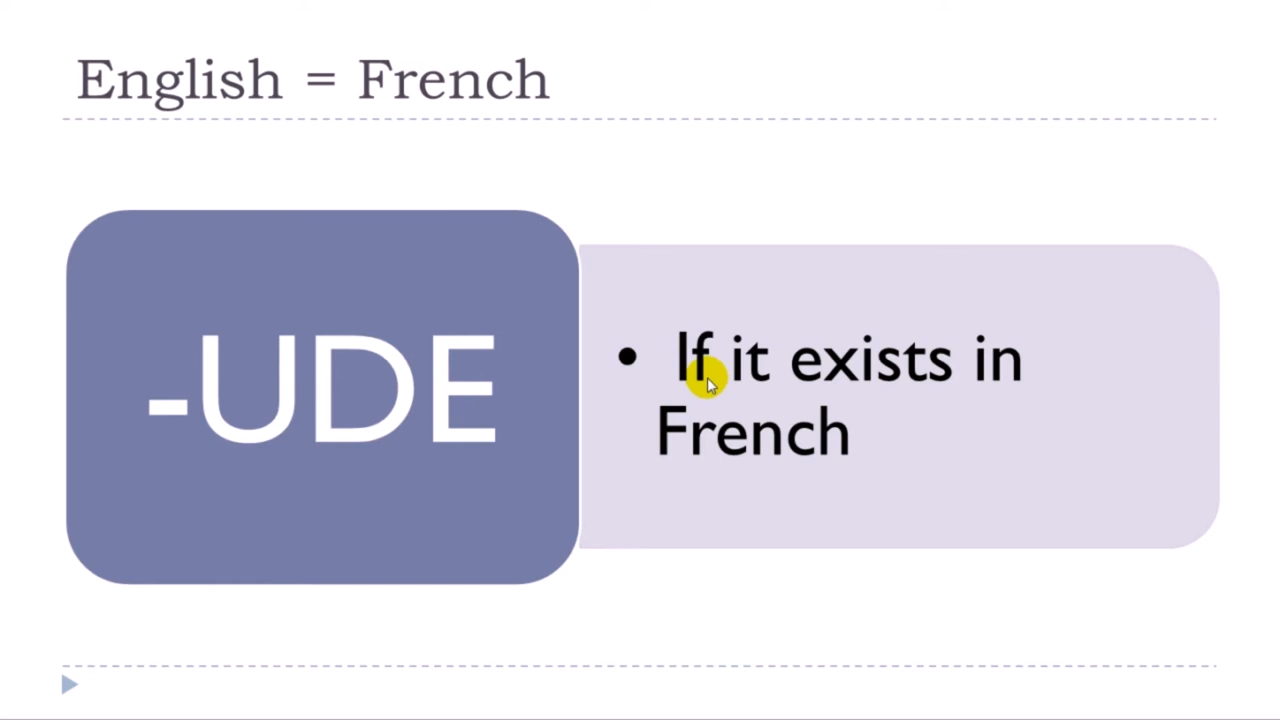 English = French
-UDE
• If it exists in
French